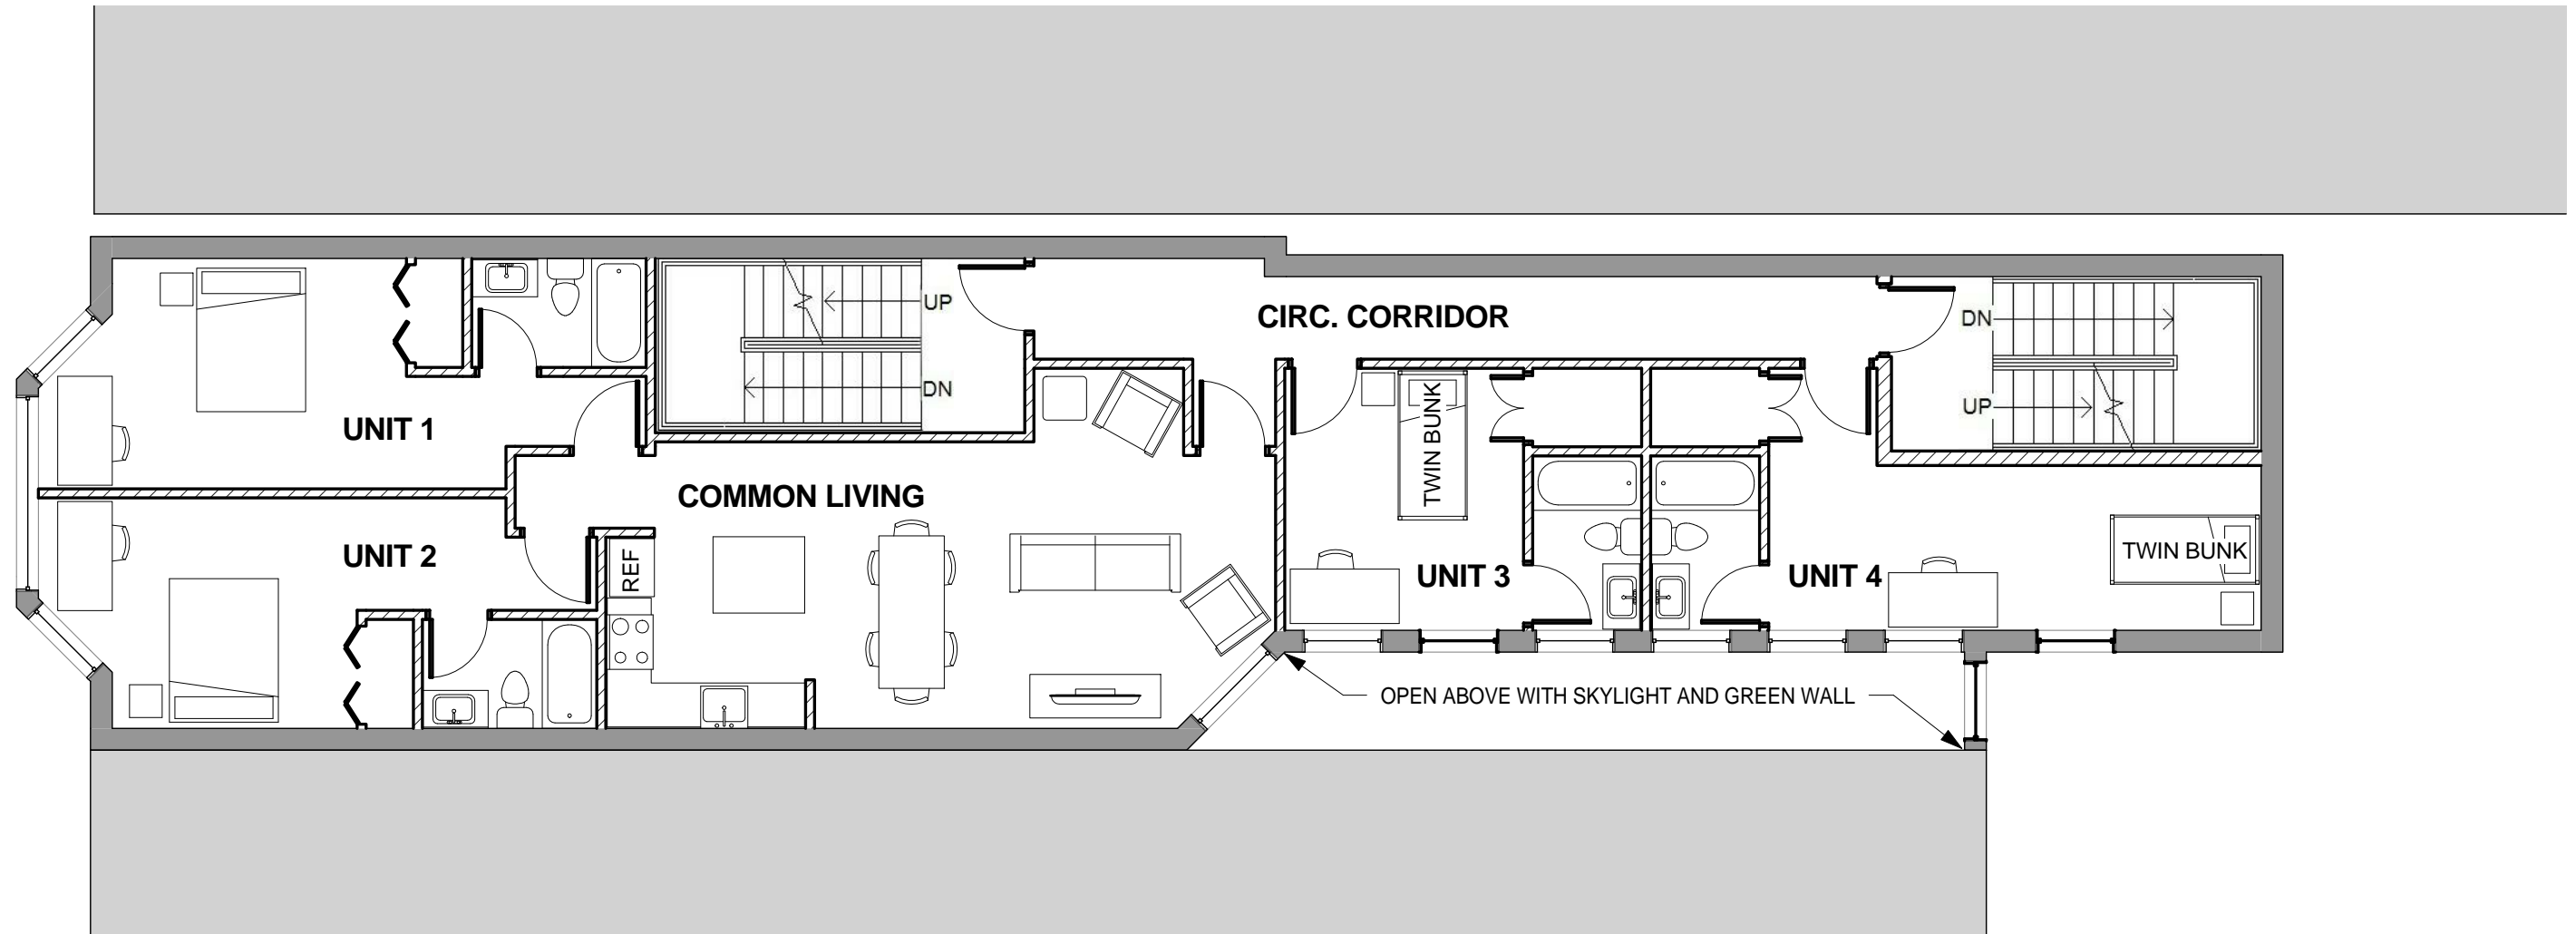 UP
CIRC. CORRIDOR
DN
DN
TWIN BUNK
UP
UNIT 1
COMMON LIVING
UNIT 2
REF
UNIT 3
UNIT 4
TWIN BUNK
OPEN ABOVE WITH SKYLIGHT AND GREEN WALL